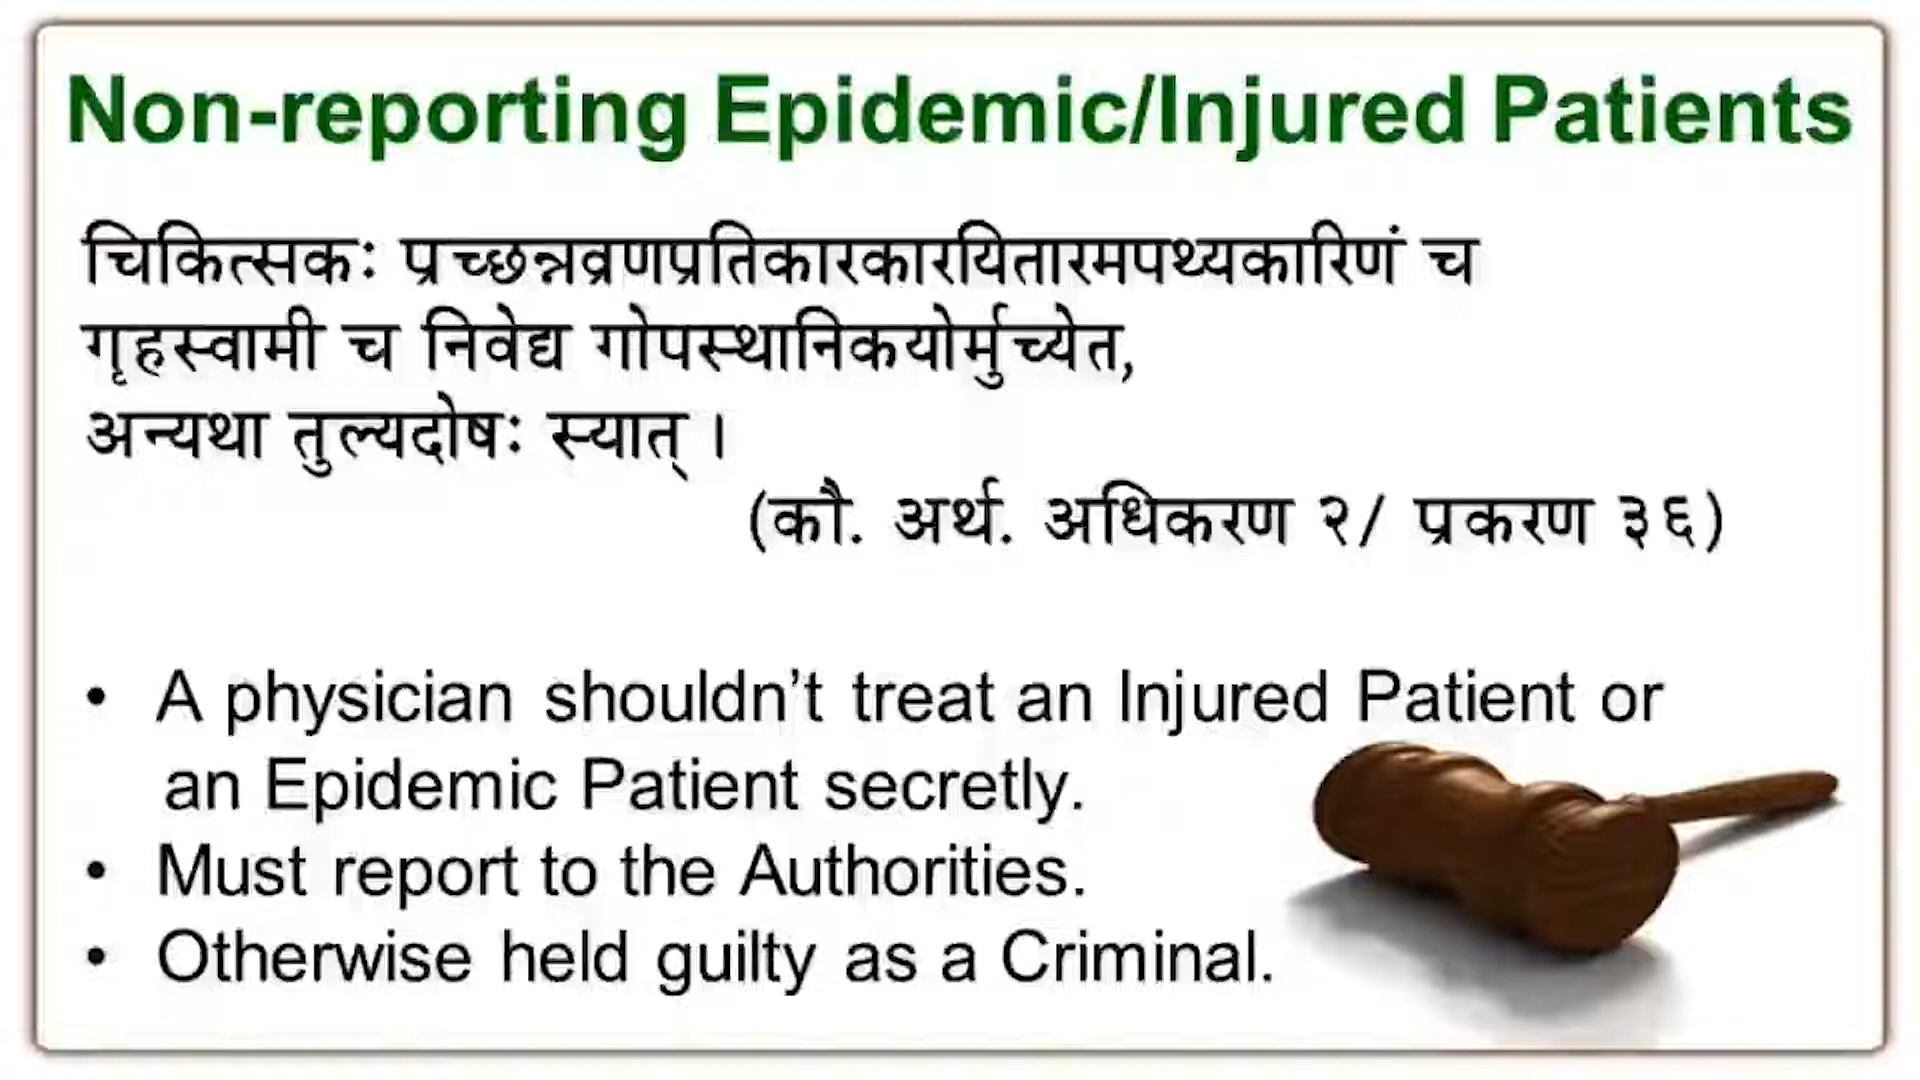 Non-reporting Epidemic/Injured Patients
चिकित्सकः प्रच्छन्नव्रणप्रतिकारकारयितारमपथ्यकारिणं च
गृहस्वामी च निवेद्य गोपस्थानिकयोर्मुच्येत,
अन्यथा तुल्यदोषः स्यात् ।
(कौ. अर्थ. अधिकरण २/ प्रकरण ३६)
• A physician shouldn’t treat an Injured Patient or
an Epidemic Patient secretly.
• Must report to the Authorities.
• Otherwise held guilty as a Criminal.